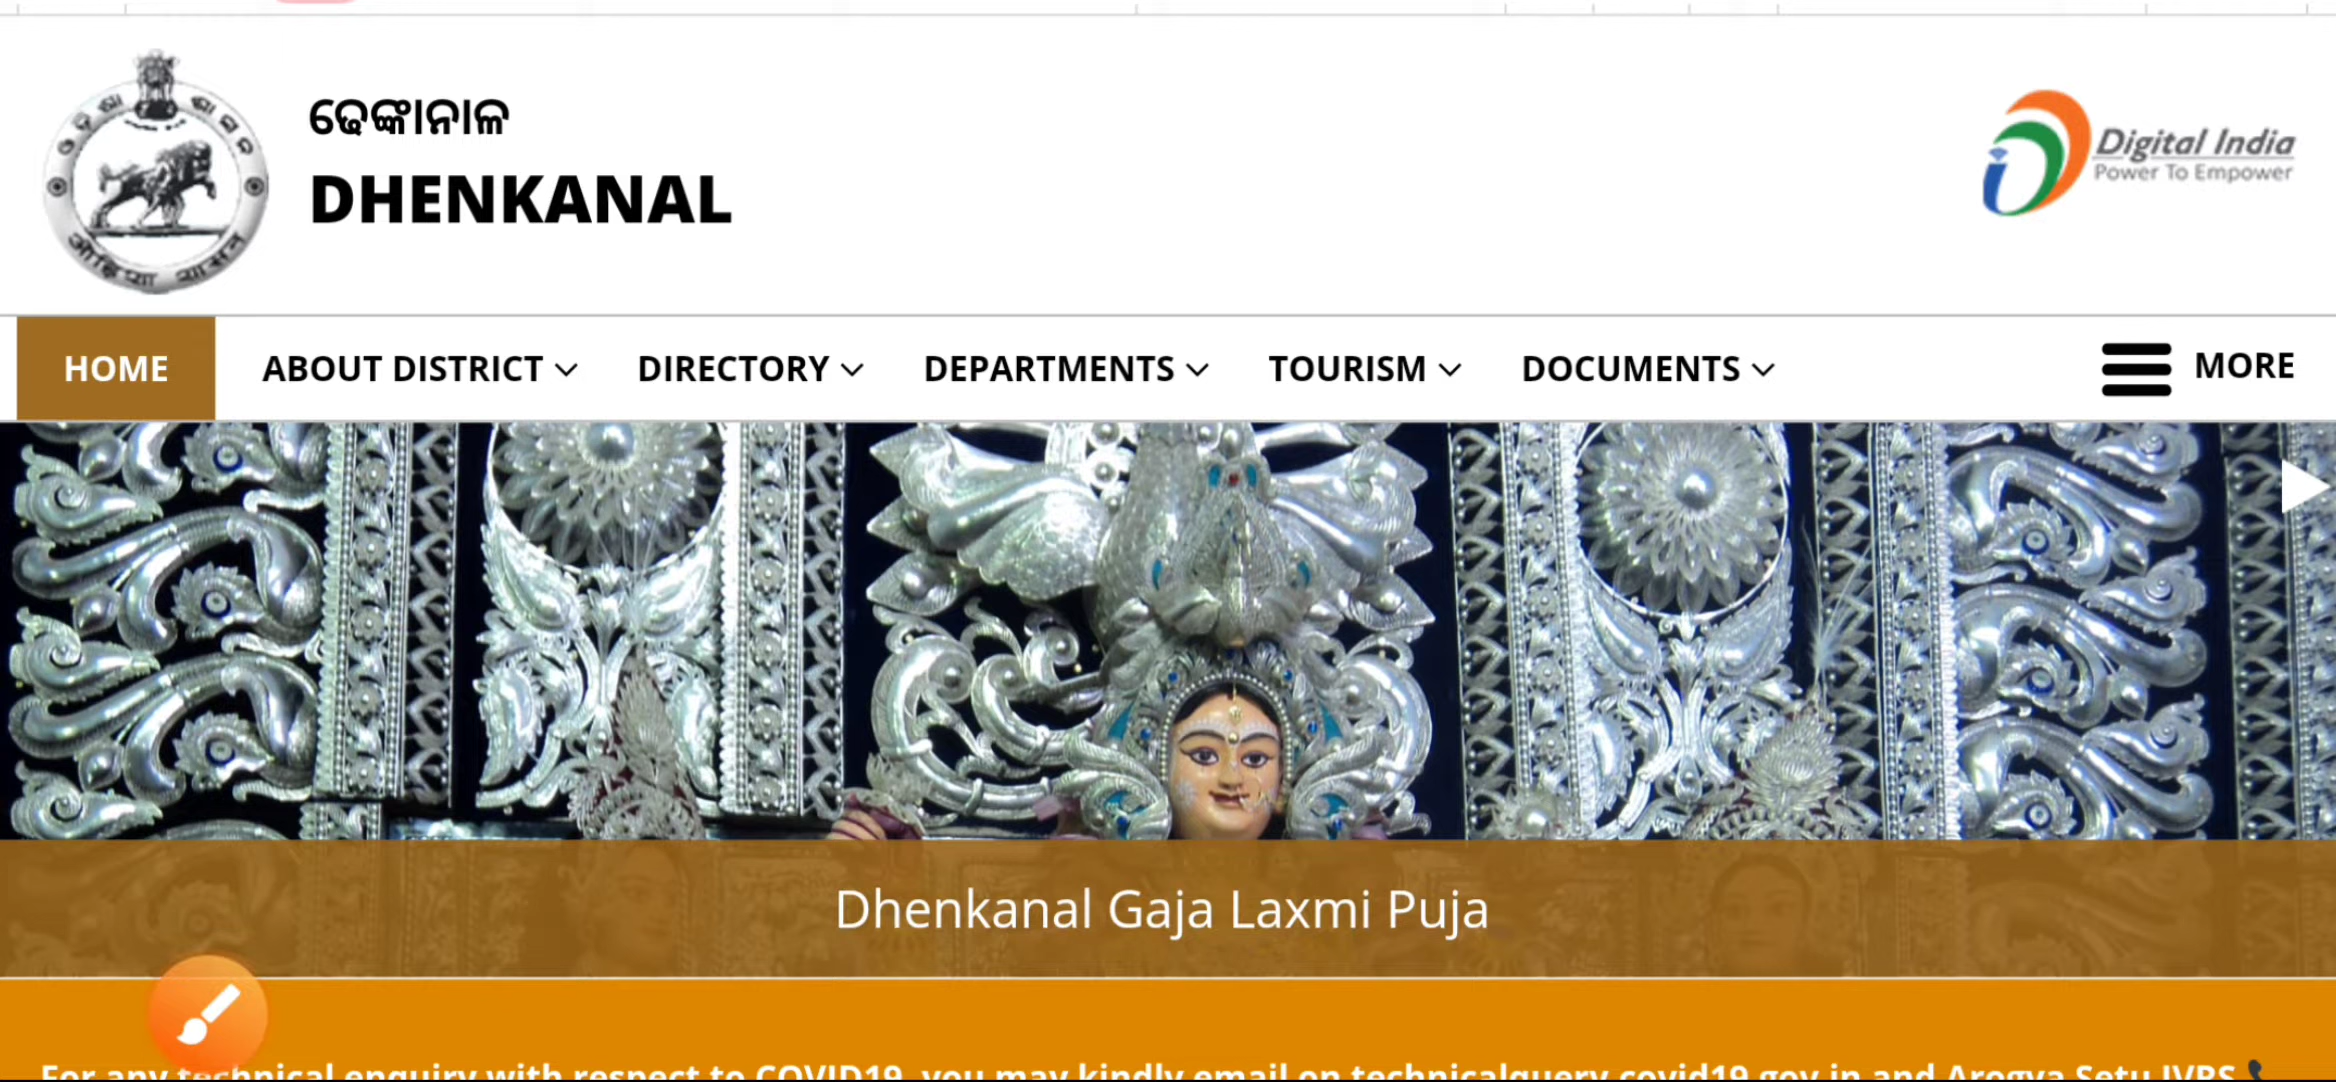 ଢେଙ୍କାନାଳ
DHENKANAL
Digital India
Power To Empower
HOME ABOUT DISTRICT DIRECTORY DEPARTMENTS TOURISM DOCUMENTS MORE
Dhenkanal Gaja Laxmi Puja
For any technical enquiry with respect to COVID19, you may kindly email on technicalquery.covid19.gov.in and Arogya Setu IVRS